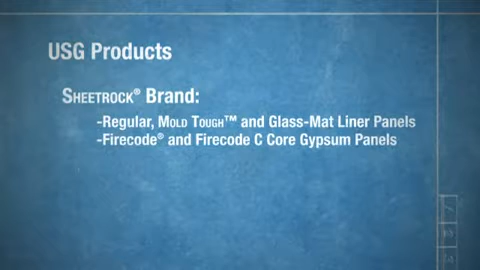 USG Products
SHEETROCK® Brand:
-Regular, MOLD TOUGH™ and Glass-Mat Liner Panels
-Firecode® and Firecode C Core Gypsum Panels